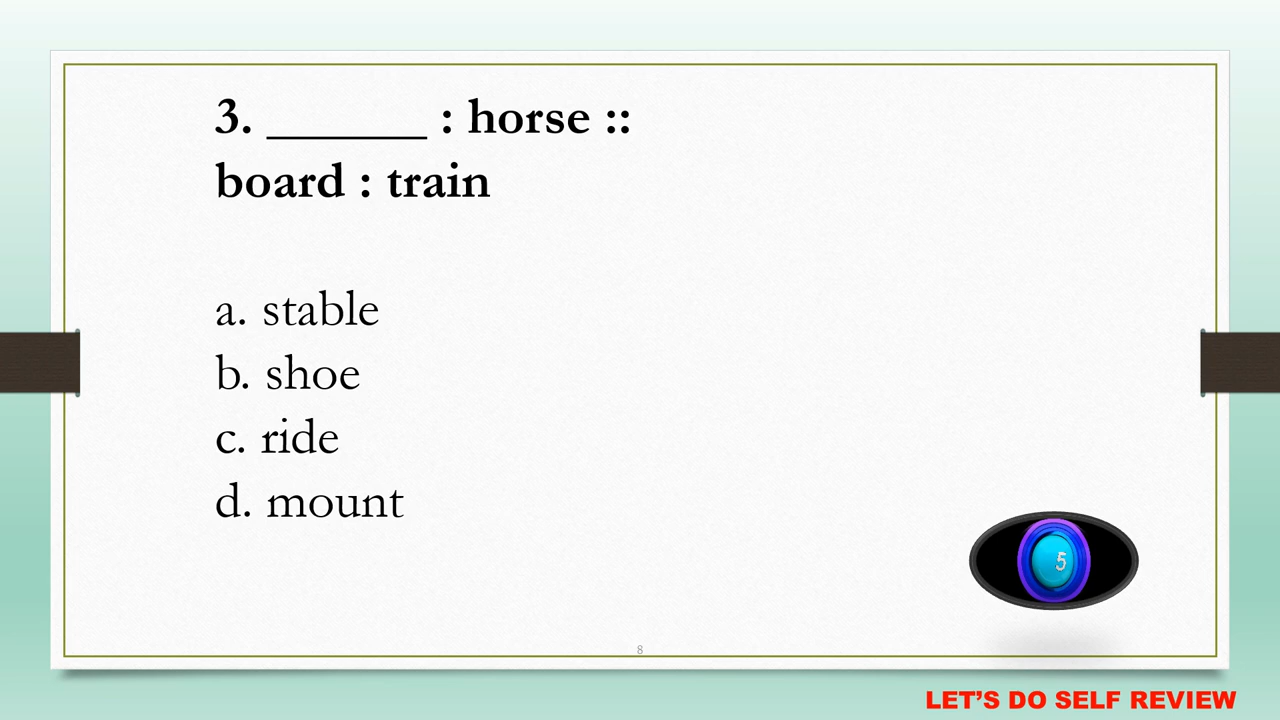 3. ______ : horse ::
board : train
a. stable
b. shoe
c. ride
d. mount
5
8
LET’S DO SELF REVIEW